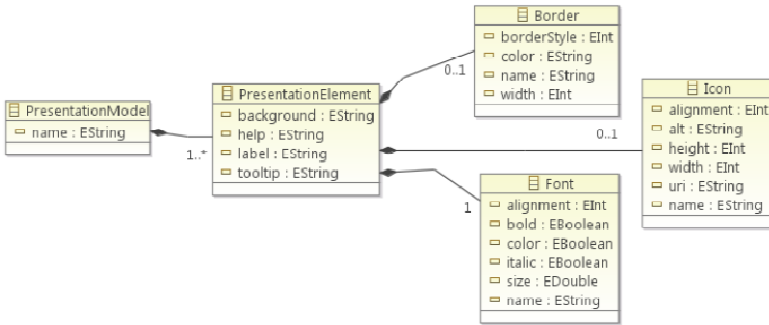 PresentationModel
name : EString
1..*
PresentationElement
background : EString
help : EString
label : EString
tooltip : EString
Border
borderStyle : EInt
color : EString
name : EString
width : EInt
0..1
0..1
Icon
alignment : EInt
alt : EString
height : EInt
width : EInt
uri : EString
name : EString
1
Font
alignment : EInt
bold : EBoolean
color : EBoolean
italic : EBoolean
size : EDouble
name : EString